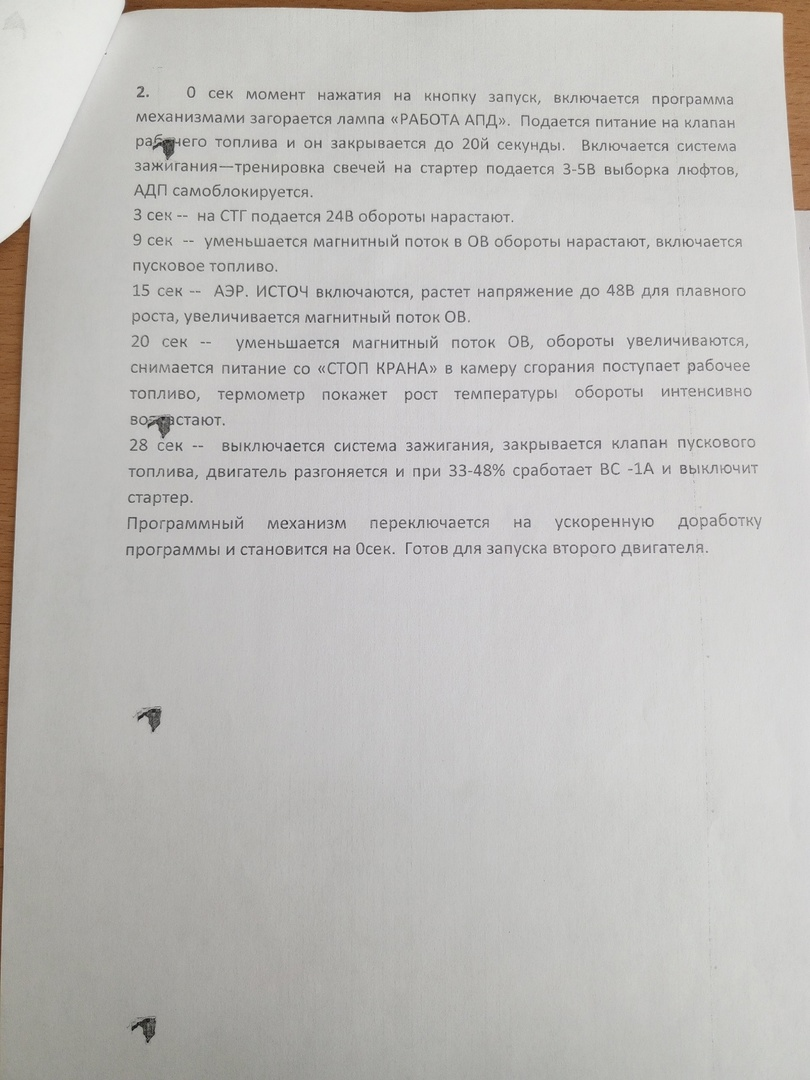 2. 0 сек момент нажатия на кнопку запуск, включается программа
механизмами загорается лампа «РАБОТА АПД». Подается питание на клапан
рабочего топлива и он закрывается до 20й секунды. Включается система
зажигания—тренировка свечей на стартер подается 3-5В выборка люфтов,
АДП самоблокируется.
3 сек -- на СТГ подается 24В обороты нарастают.
9 сек -- уменьшается магнитный поток в ОВ обороты нарастают, включается
пусковое топливо.
15 сек -- АЭР. ИСТОЧ включаются, растет напряжение до 48В для плавного
роста, увеличивается магнитный поток ОВ.
20 сек -- уменьшается магнитный поток ОВ, обороты увеличиваются,
снимается питание со «СТОП КРАНА» в камеру сгорания поступает рабочее
топливо, термометр покажет рост температуры обороты интенсивно
возрастают.
28 сек -- выключается система зажигания, закрывается клапан пускового
топлива, двигатель разгоняется и при 33-48% сработает ВС -1А и выключит
стартер.
Программный механизм переключается на ускоренную доработку
программы и становится на 0сек. Готов для запуска второго двигателя.